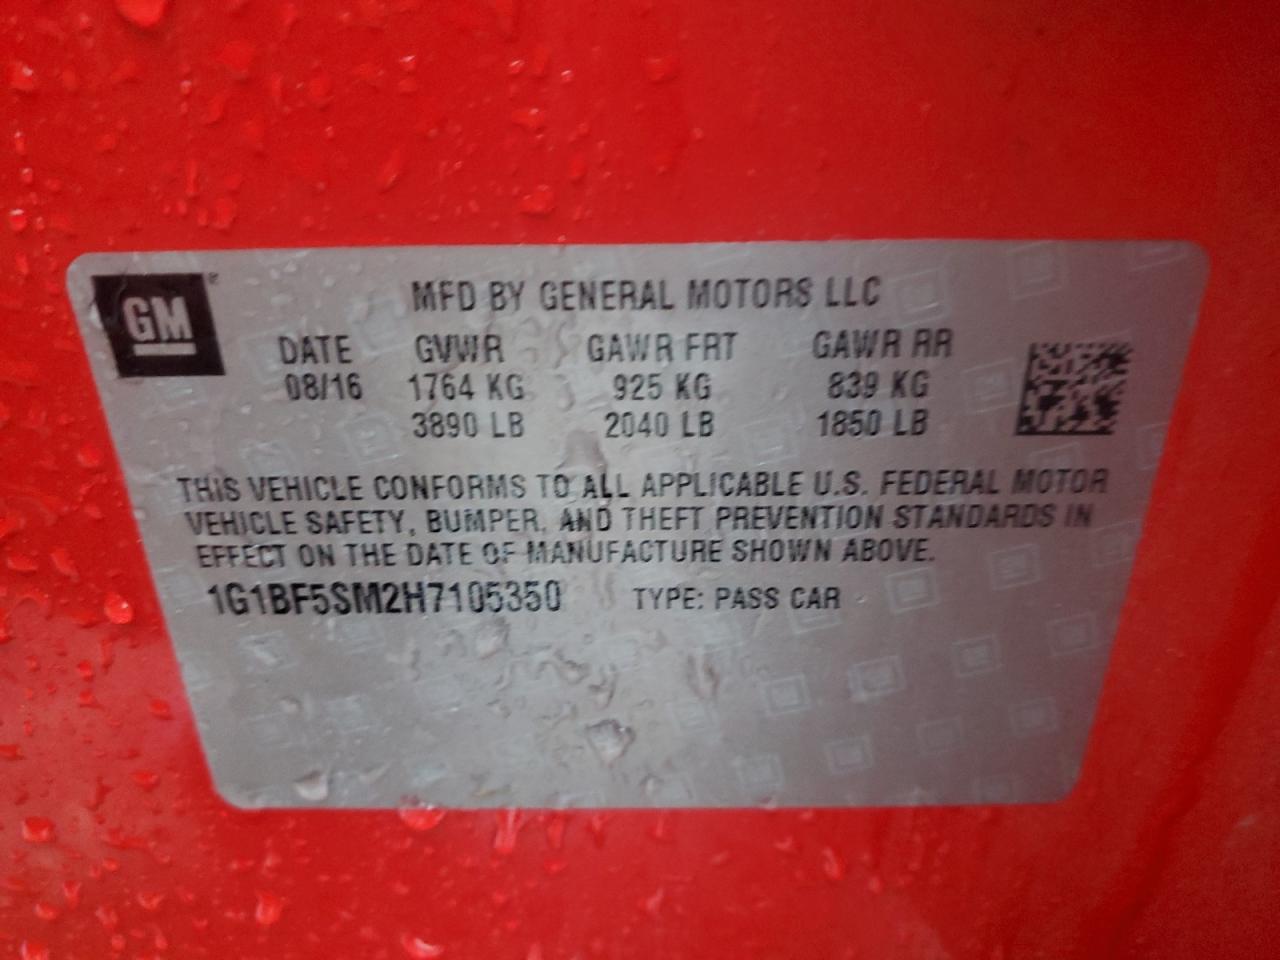 GM®
MFD BY GENERAL MOTORS LLC
DATE GVWR GAWR FRT GAWR RR
08/16 1764 KG 925 KG 839 KG
3890 LB 2040 LB 1850 LB
THIS VEHICLE CONFORMS TO ALL APPLICABLE U.S. FEDERAL MOTOR
VEHICLE SAFETY, BUMPER, AND THEFT PREVENTION STANDARDS IN
EFFECT ON THE DATE OF MANUFACTURE SHOWN ABOVE.
1G1BF5SM2H7105350 TYPE: PASS CAR